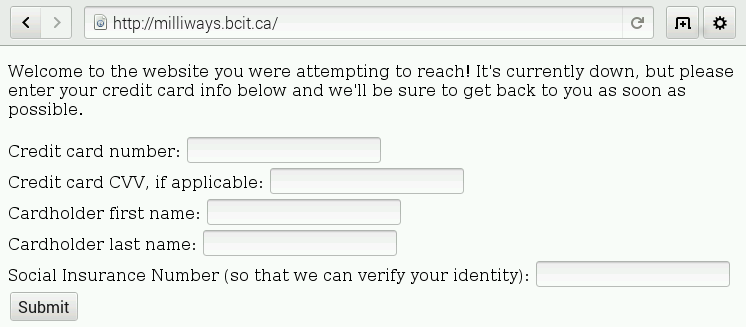 http://milliways.bcit.ca/
Welcome to the website you were attempting to reach! It's currently down, but please
enter your credit card info below and we'll be sure to get back to you as soon as
possible.
Credit card number:
Credit card CVV, if applicable:
Cardholder first name:
Cardholder last name:
Social Insurance Number (so that we can verify your identity):
Submit